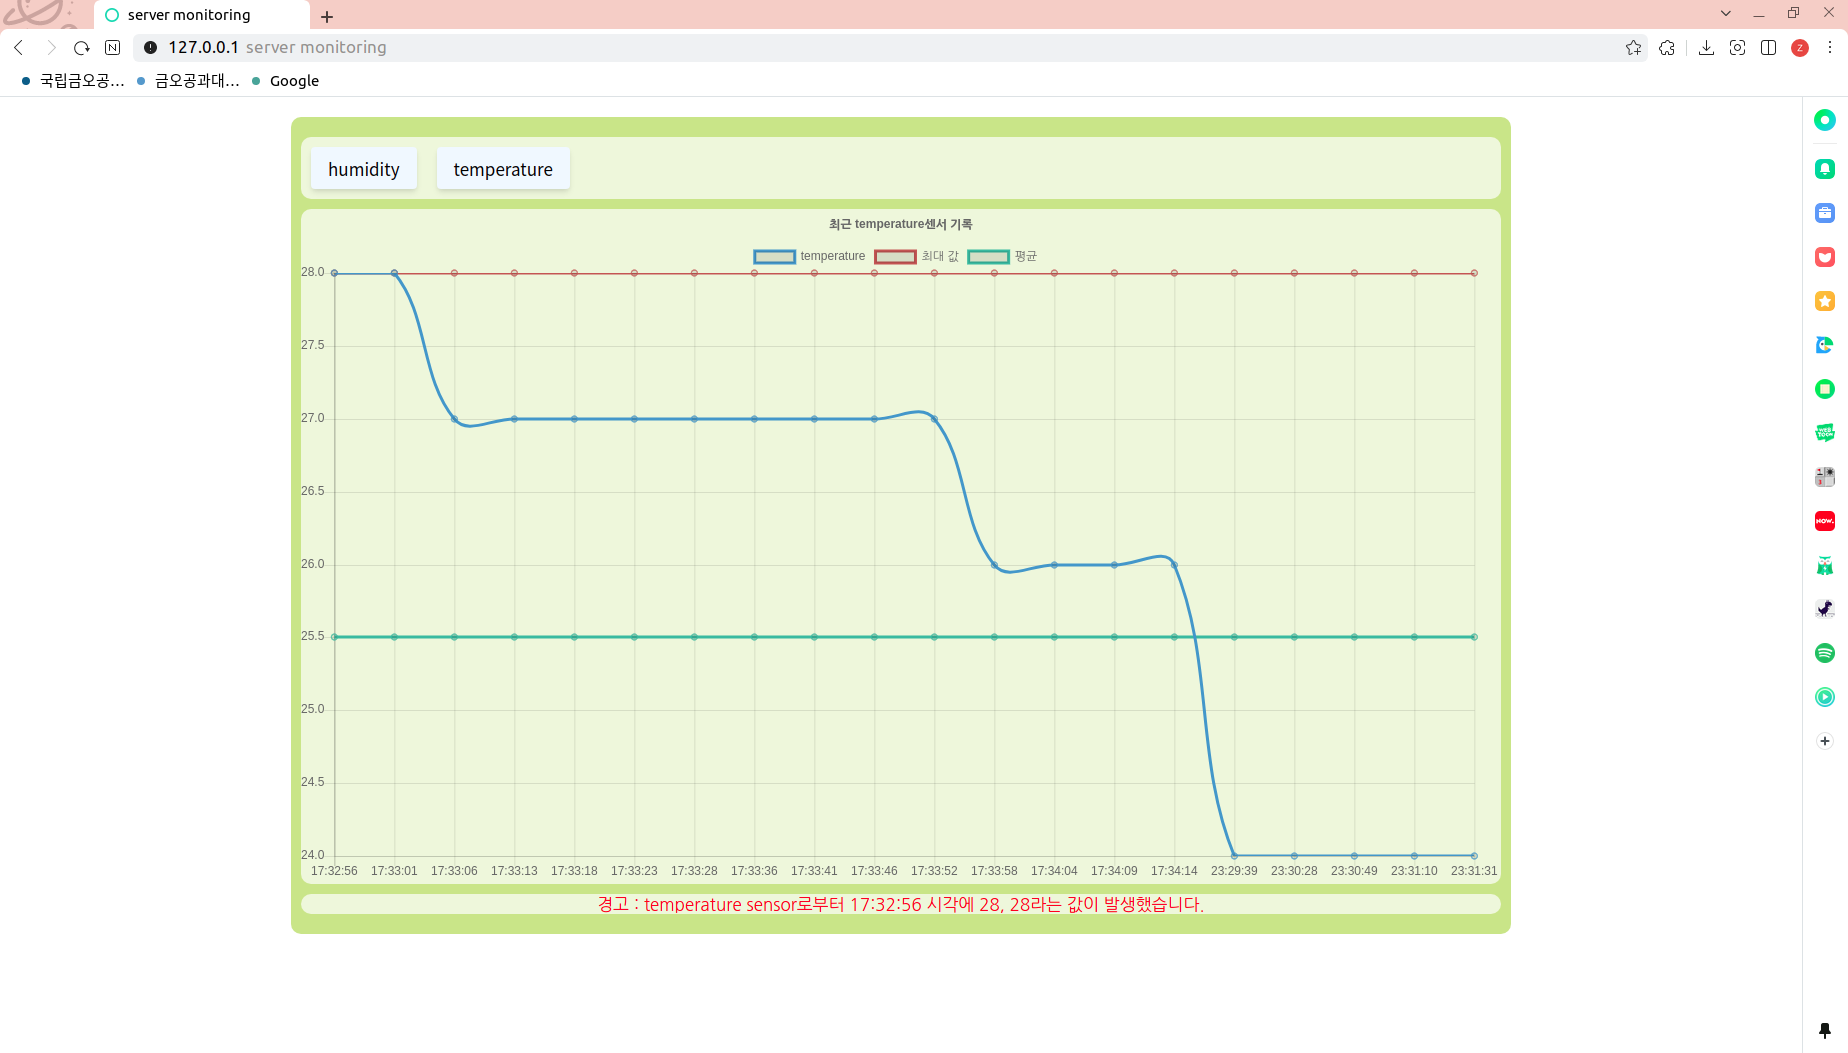 server monitoring
127.0.0.1 server monitoring
국립금오공... 금오공과대... Google
humidity temperature
최근 temperature센서 기록
temperature 최대 값 평균
28.0
27.5
27.0
26.5
26.0
25.5
25.0
24.5
24.0
17:32:56 17:33:01 17:33:06 17:33:13 17:33:18 17:33:23 17:33:28 17:33:36 17:33:41 17:33:46 17:33:52 17:33:58 17:34:04 17:34:09 17:34:14 23:29:39 23:30:28 23:30:49 23:31:10 23:31:31
경고 : temperature sensor로부터 17:32:56 시각에 28, 28라는 값이 발생했습니다.
Z
N
WEBTOON
NOW.